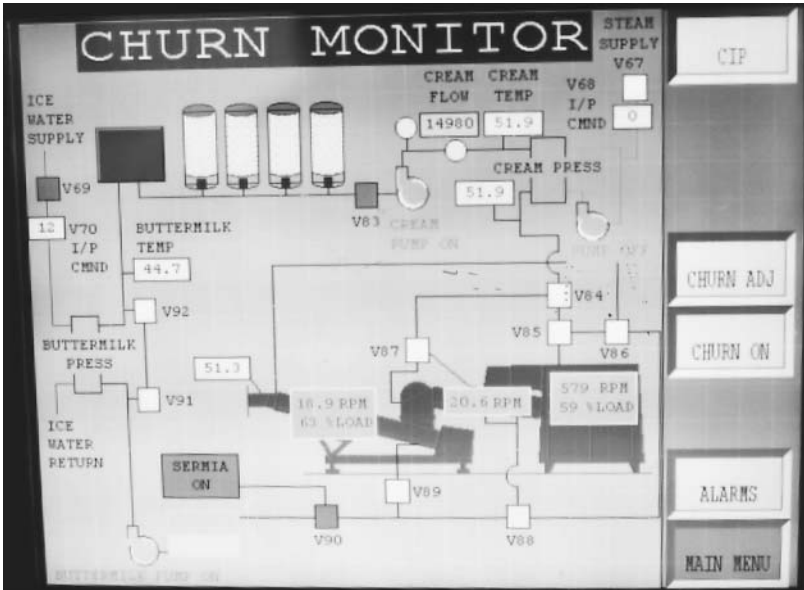 CHURN MONITOR
STEAM
SUPPLY
V67
CIP
ICE
WATER
SUPPLY
CREAM
FLOW
CREAM
TEMP
V68
I/P
CMND
14980
51.9
0
V69
CREAM PRESS
51.9
V83
CREAM
PUMP ON
PUMP OFF
12
V70
I/P
CMND
BUTTERMILK
TEMP
44.7
CHURN ADJ
V84
V92
V85
V86
BUTTERMILK
PRESS
V87
CHURN ON
51.3
V91
18.9 RPM
63 %LOAD
20.6 RPM
579 RPM
59 %LOAD
ICE
WATER
RETURN
SERMIA
ON
V89
ALARMS
V90
V88
MAIN MENU
BUTTERMILK PUMP ON